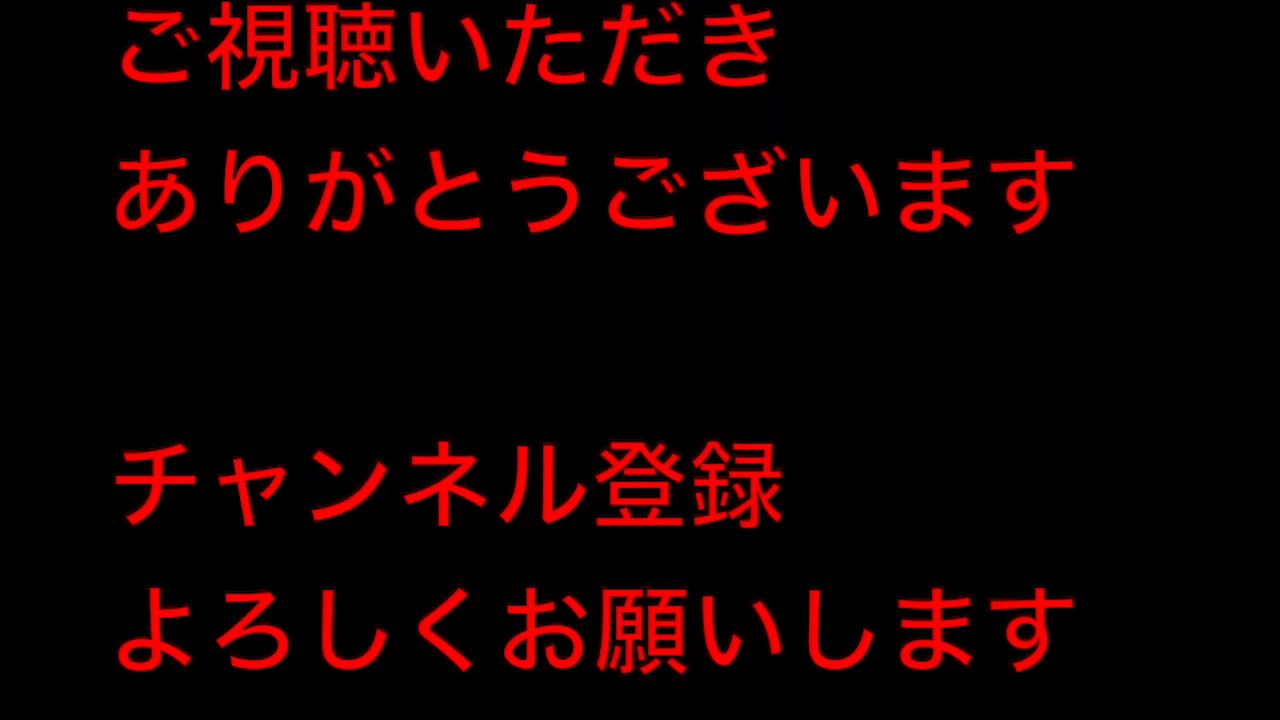 ご視聴いただき
ありがとうございます
チャンネル登録
よろしくお願いします